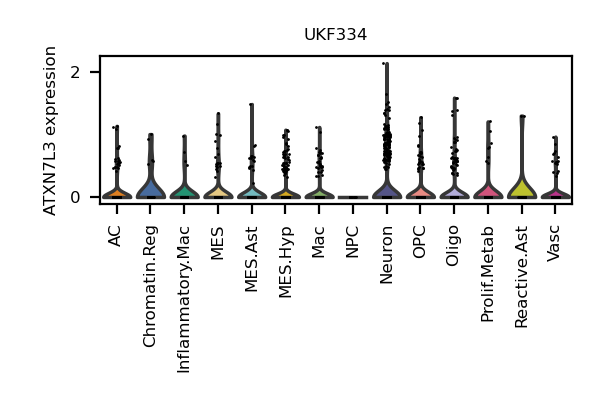 UKF334
ATXN7L3 expression
2
0
AC
Chromatin.Reg
Inflammatory.Mac
MES
MES.Ast
MES.Hyp
Mac
NPC
Neuron
OPC
Oligo
Prolif.Metab
Reactive.Ast
Vasc